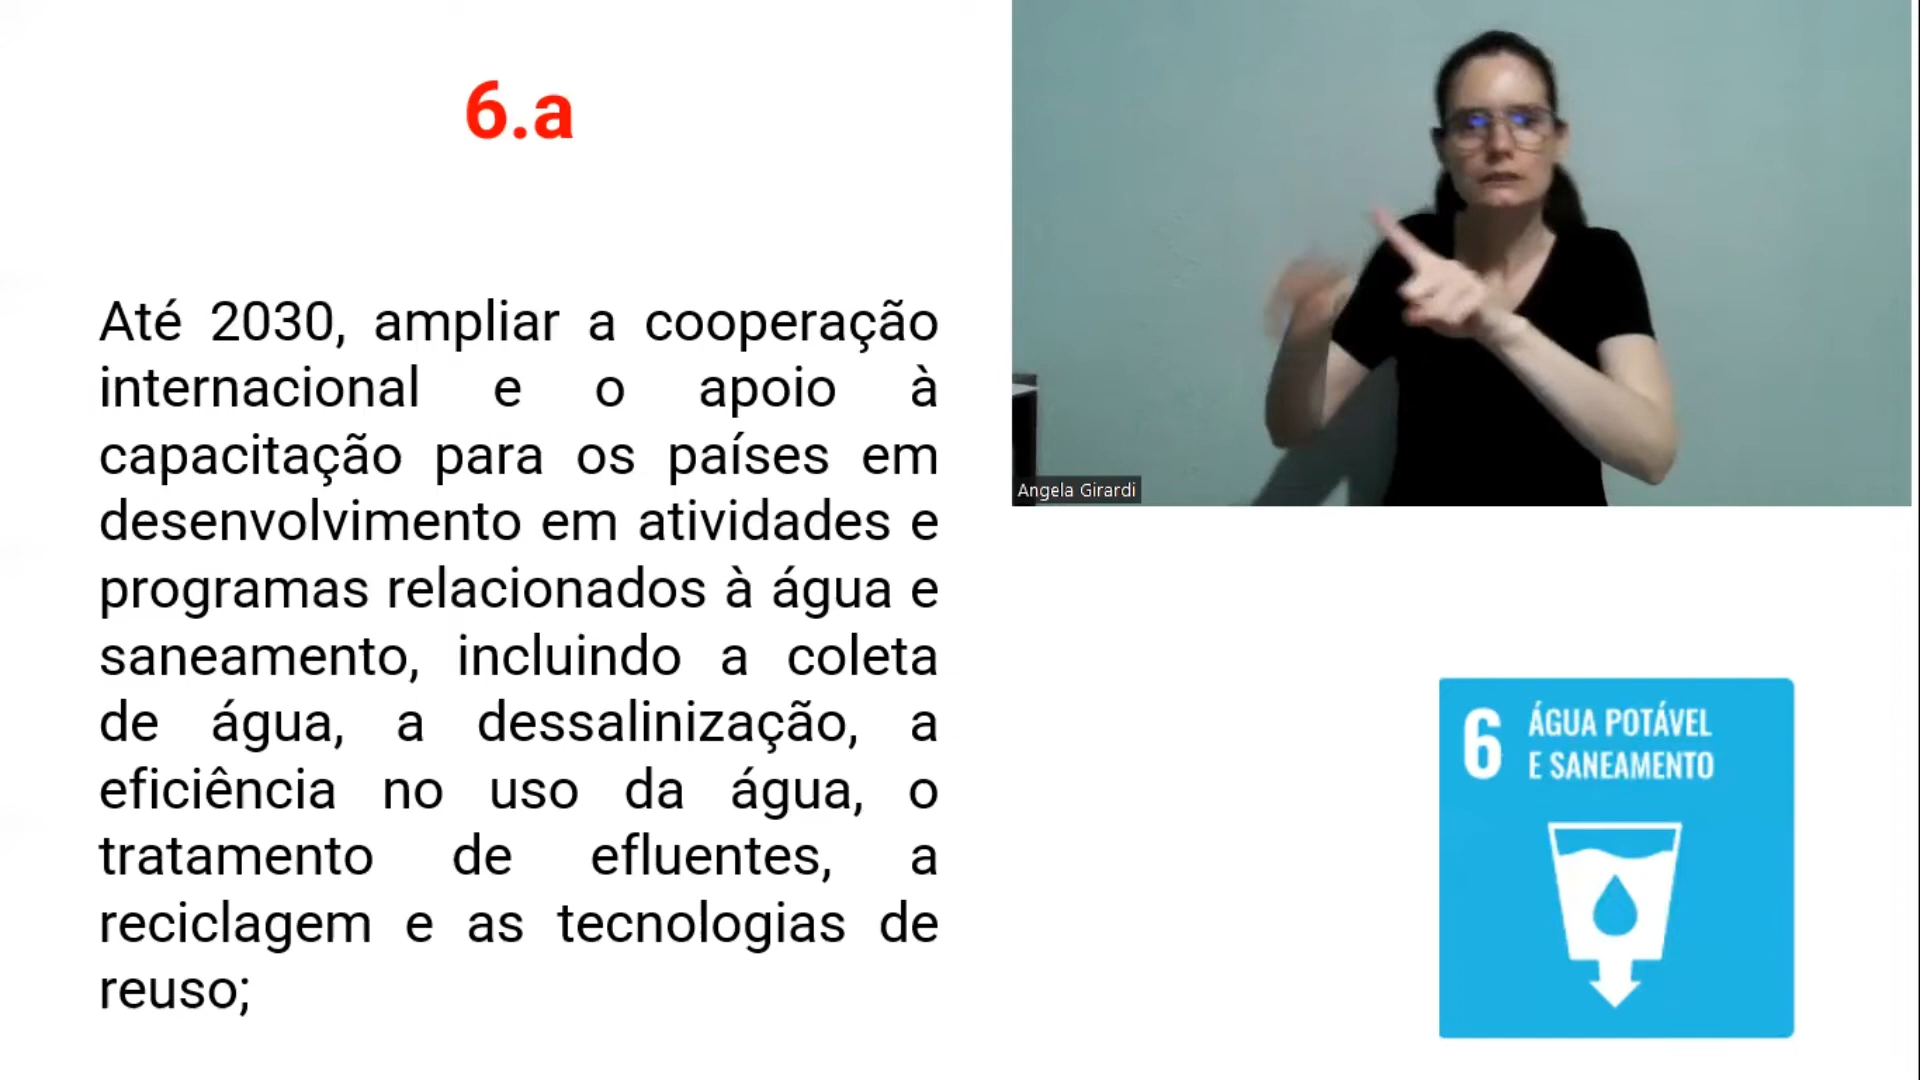 6.a
Até 2030, ampliar a cooperação
internacional e o apoio à
capacitação para os países em
desenvolvimento em atividades e
programas relacionados à água e
saneamento, incluindo a coleta
de água, a dessalinização, a
eficiência no uso da água, o
tratamento de efluentes, a
reciclagem e as tecnologias de
reuso;
Angela Girardi
6 ÁGUA POTÁVEL
E SANEAMENTO